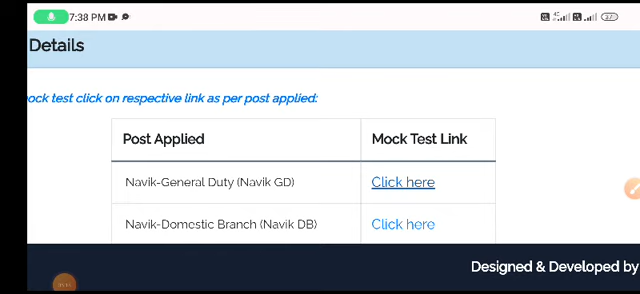 7:38 PM
Details
ock test click on respective link as per post applied:
Post Applied Mock Test Link
Navik-General Duty (Navik GD) Click here
Navik-Domestic Branch (Navik DB) Click here
Designed & Developed by